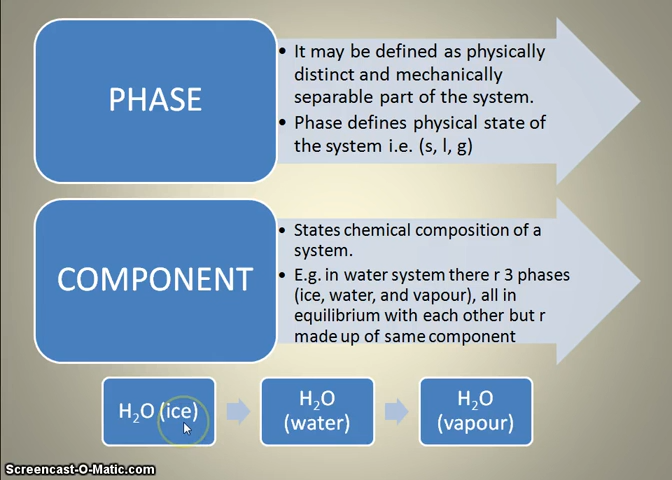 PHASE
• It may be defined as physically
distinct and mechanically
separable part of the system.
• Phase defines physical state of
the system i.e. (s, l, g)
COMPONENT
• States chemical composition of a
system.
• E.g. in water system there r 3 phases
(ice, water, and vapour), all in
equilibrium with each other but r
made up of same component
H₂O (ice)
H₂O
(water)
H₂O
(vapour)
Screencast-O-Matic.com